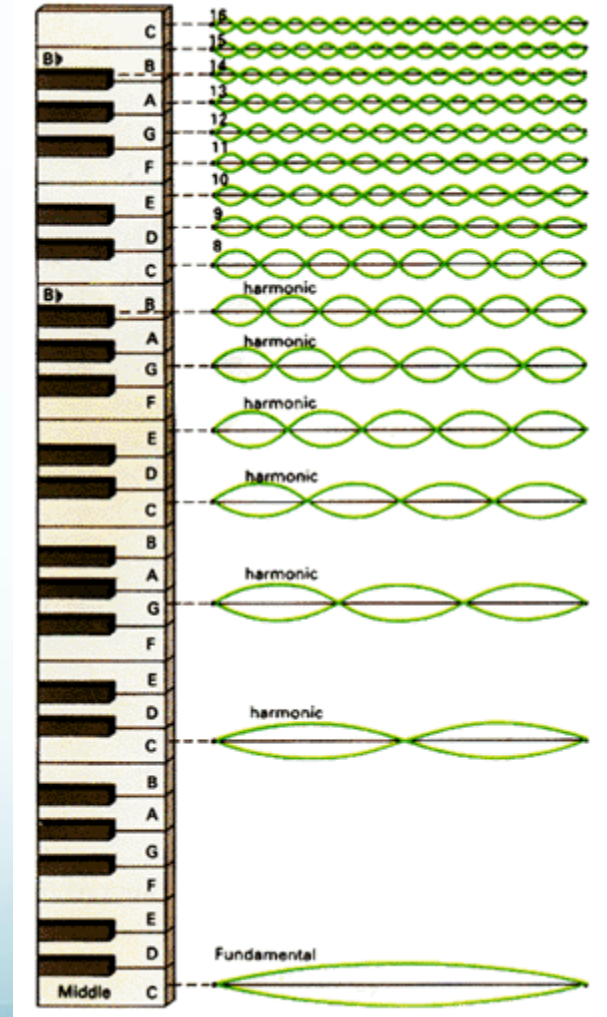 16
C
15
B♭
B
14
A
13
G
12
F
11
E
10
D
9
C
8
harmonic
B♭
B
A
harmonic
G
F
harmonic
E
D
harmonic
C
B
A
harmonic
G
F
E
D
harmonic
C
B
A
G
F
E
D
Fundamental
Middle C